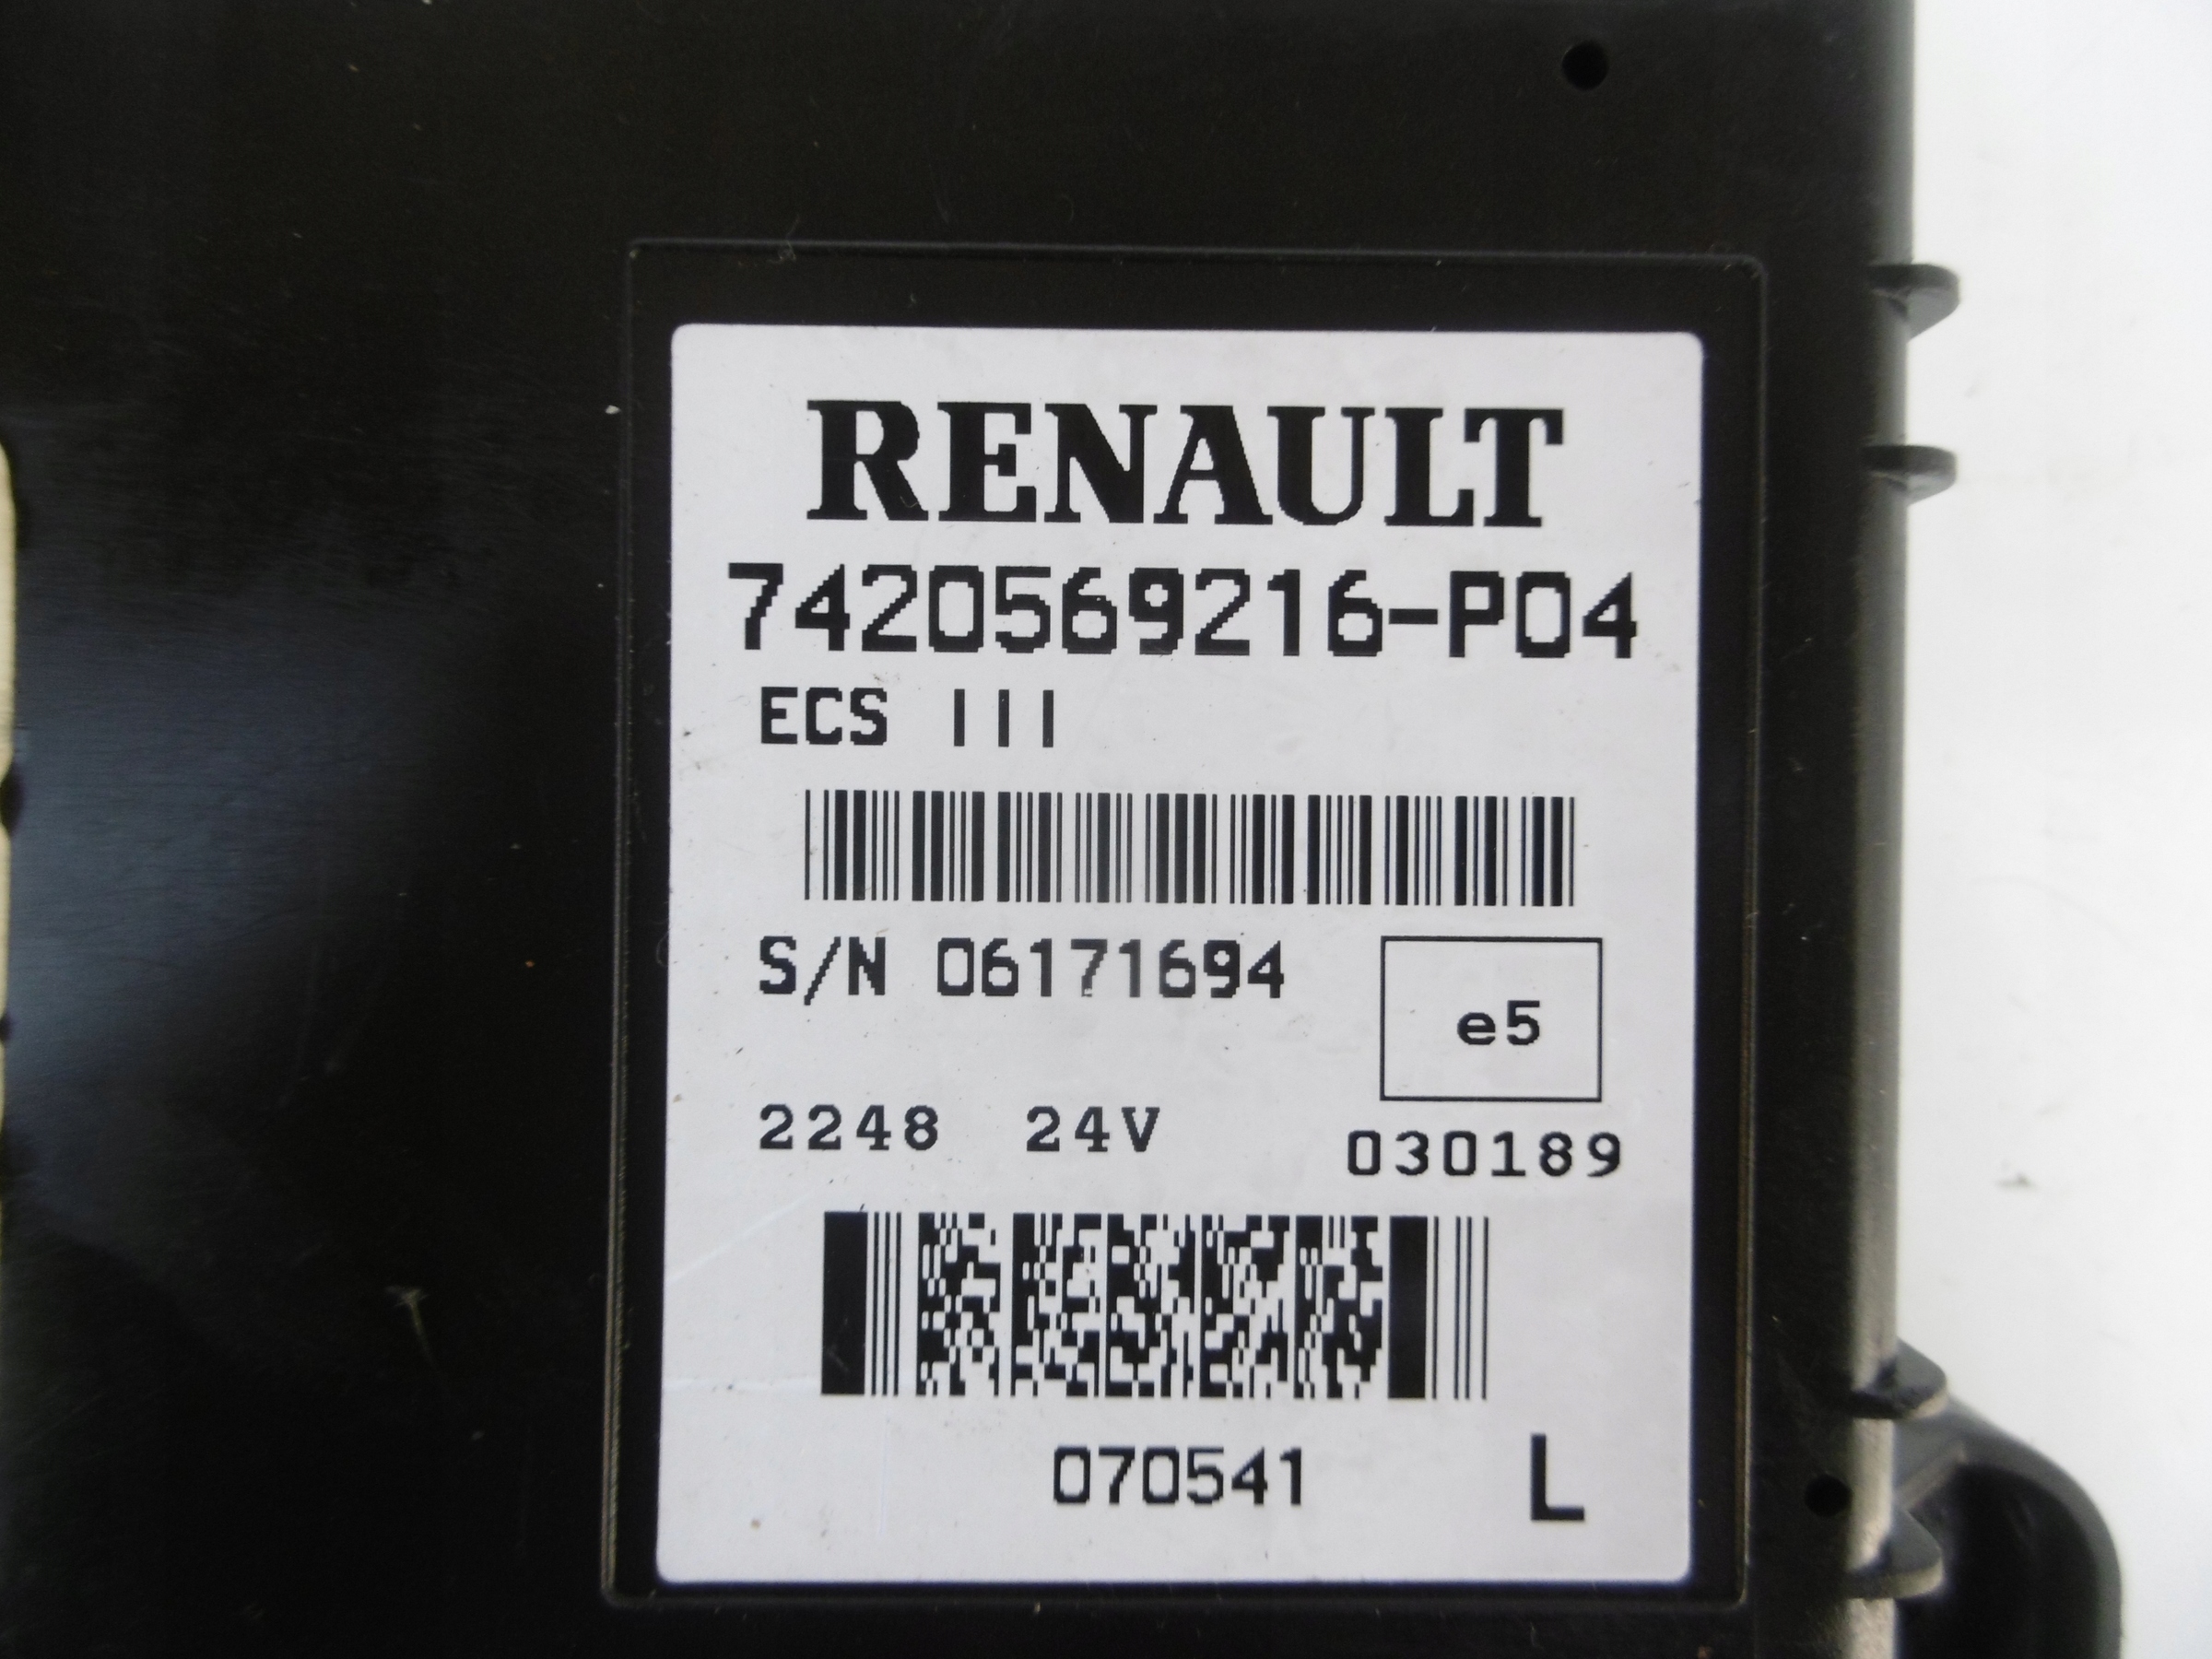 RENAULT
7420569216-P04
ECS III
S/N 06171694
e5
2248 24V
030189
070541
L